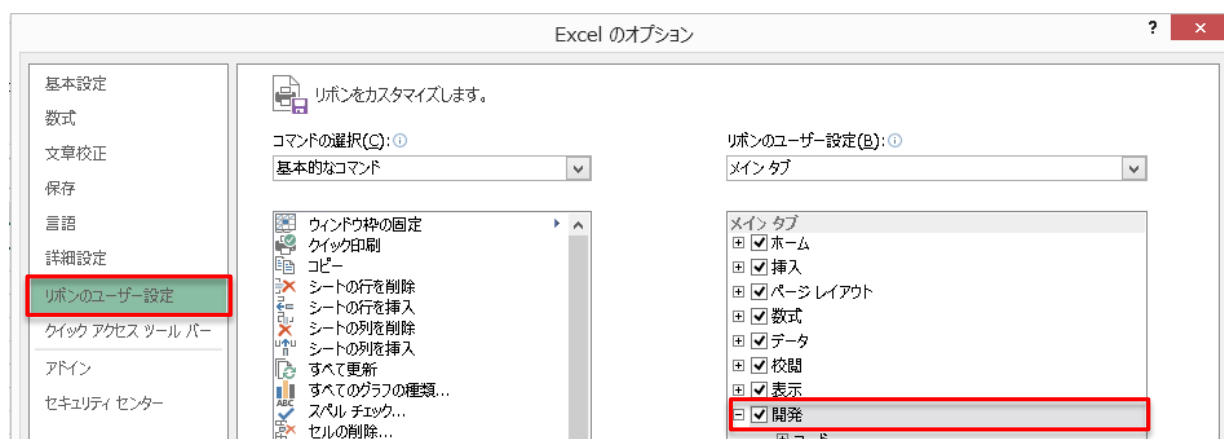 Excel のオプション
?
基本設定
数式
文章校正
保存
言語
詳細設定
リボンのユーザー設定
クイック アクセス ツール バー
アドイン
セキュリティ センター
リボンをカスタマイズします。
コマンドの選択(C):
基本的なコマンド
ウィンドウ枠の固定
クイック印刷
コピー
シートの行を削除
シートの行を挿入
シートの列を削除
シートの列を挿入
すべて更新
すべてのグラフの種類...
スペル チェック...
セルの削除...
リボンのユーザー設定(B):
メイン タブ
メイン タブ
ホーム
挿入
ページ レイアウト
数式
データ
校閲
表示
開発